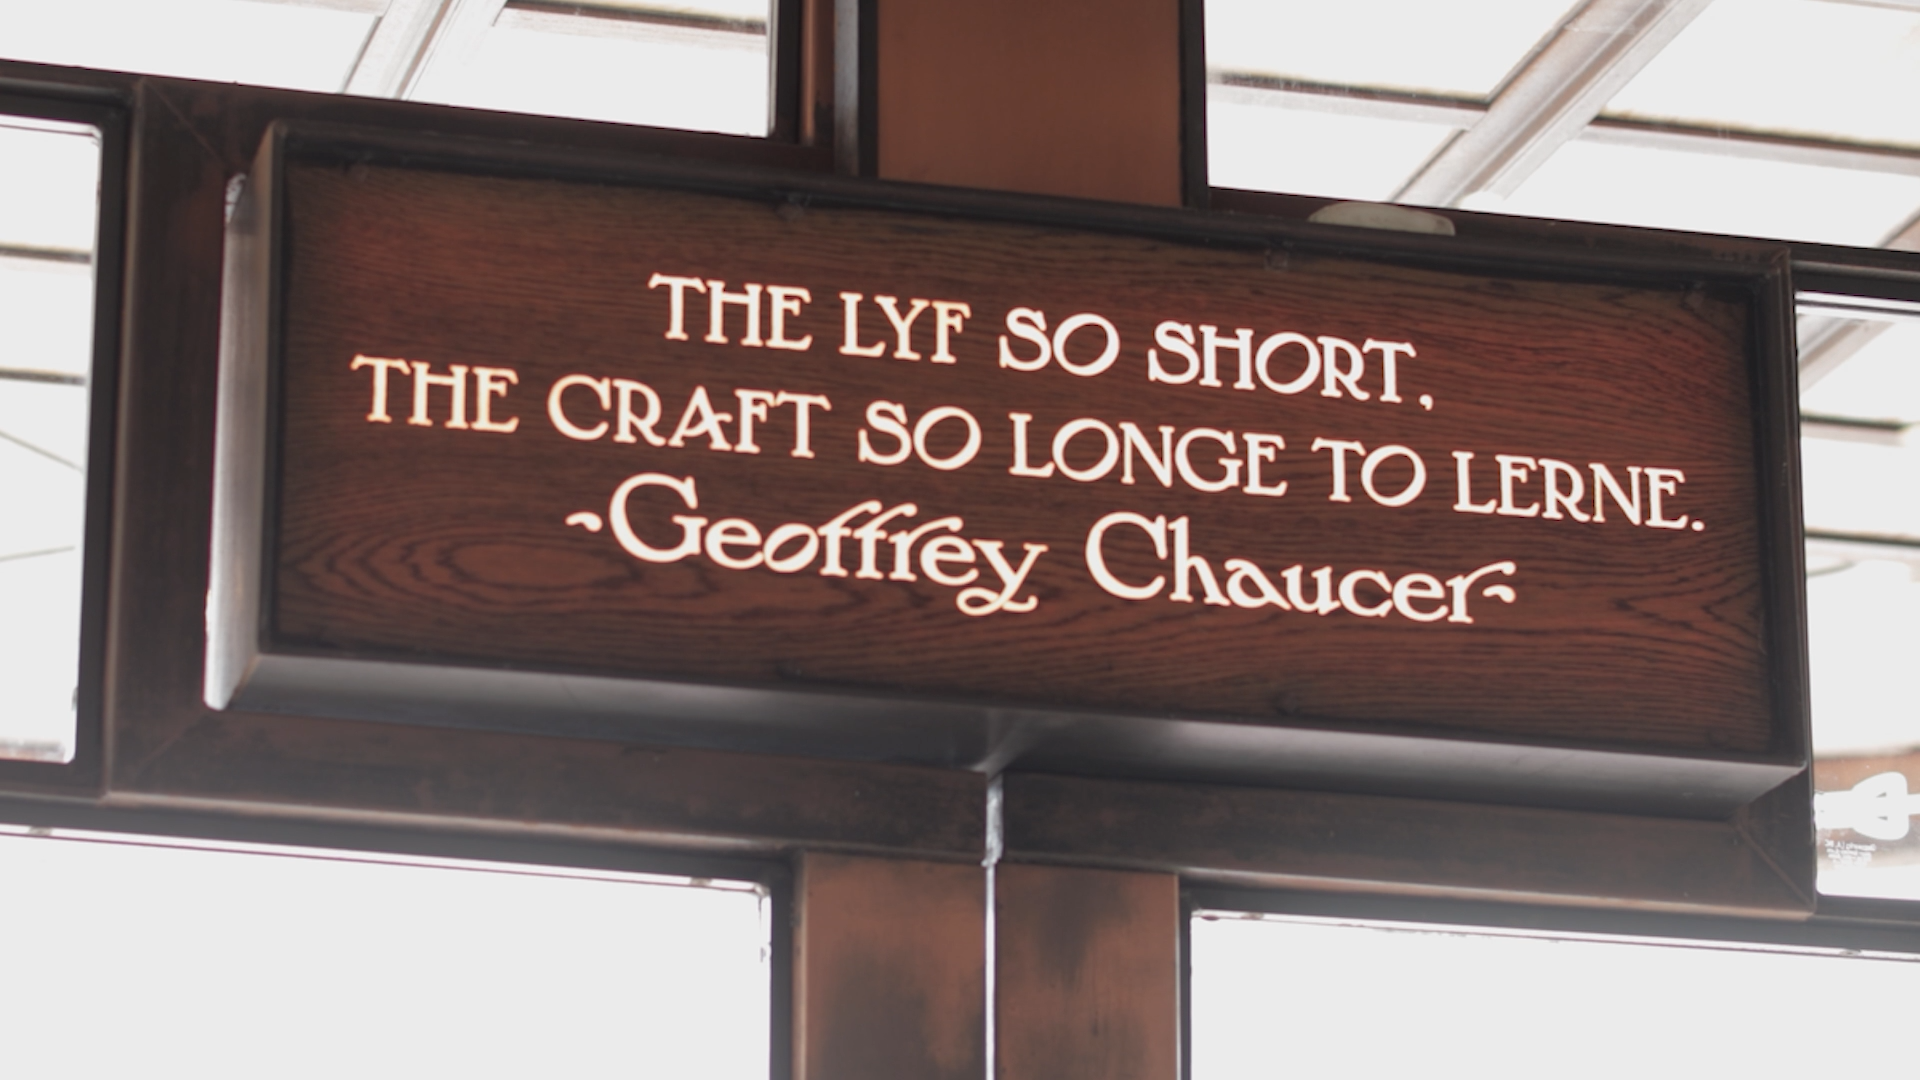 THE LYF SO SHORT,
THE CRAFT SO LONGE TO LERNE.
~Geoffrey Chaucer